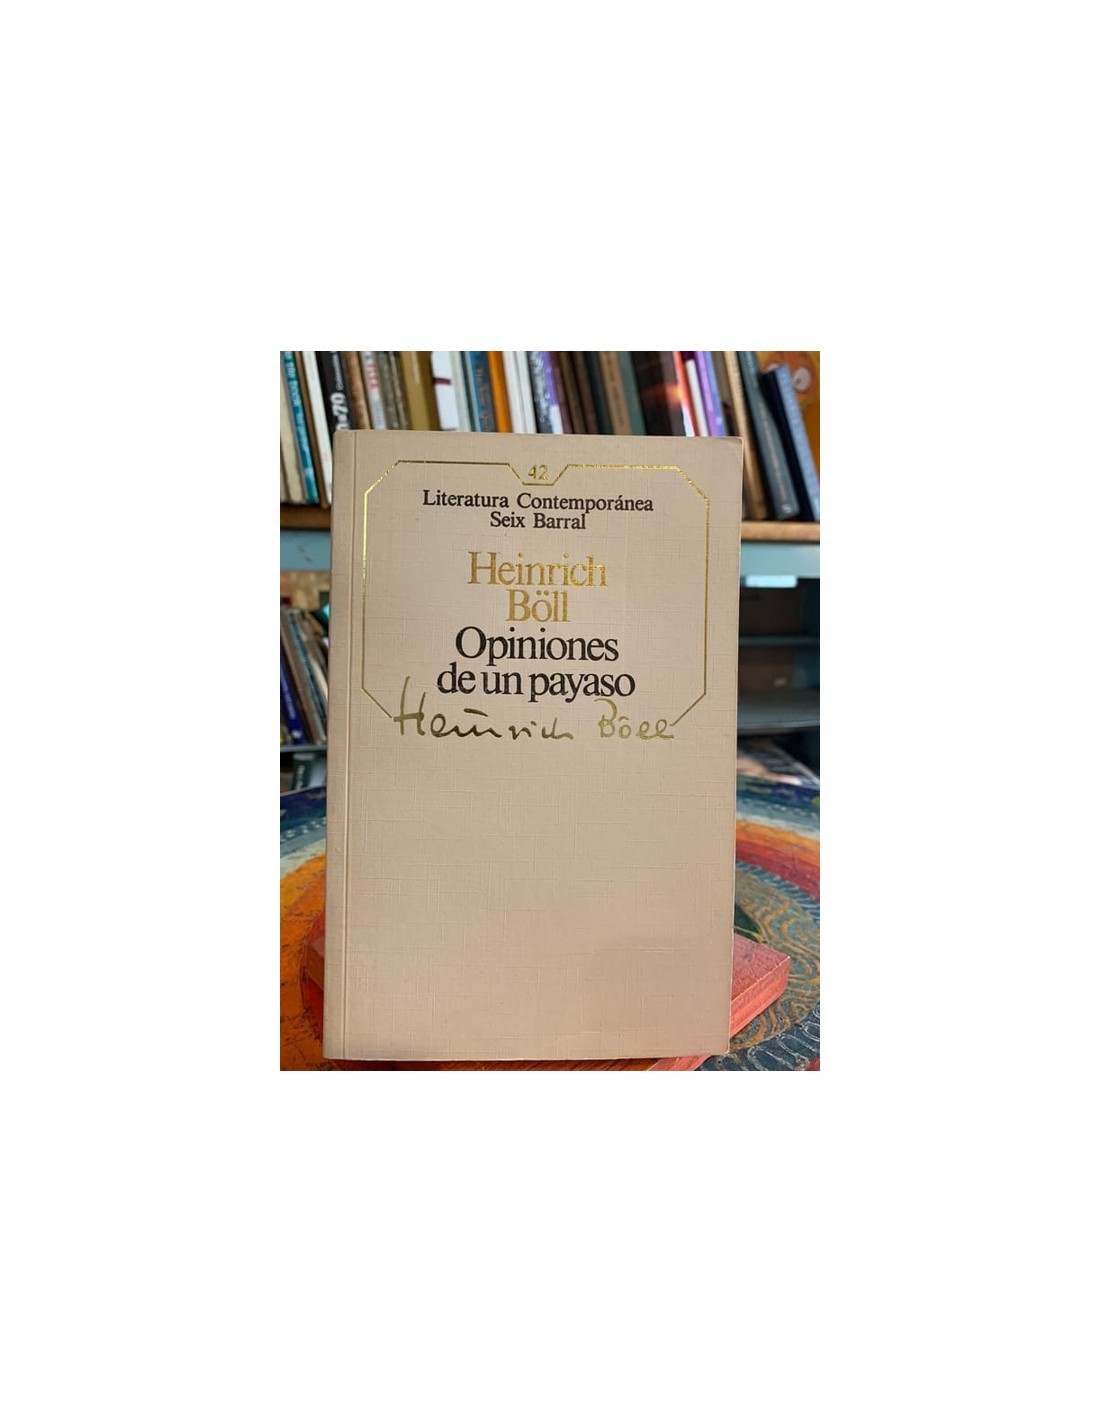 42
Literatura Contemporánea
Seix Barral
Heinrich
Böll
Opiniones
de un payaso
Heinrich Böll